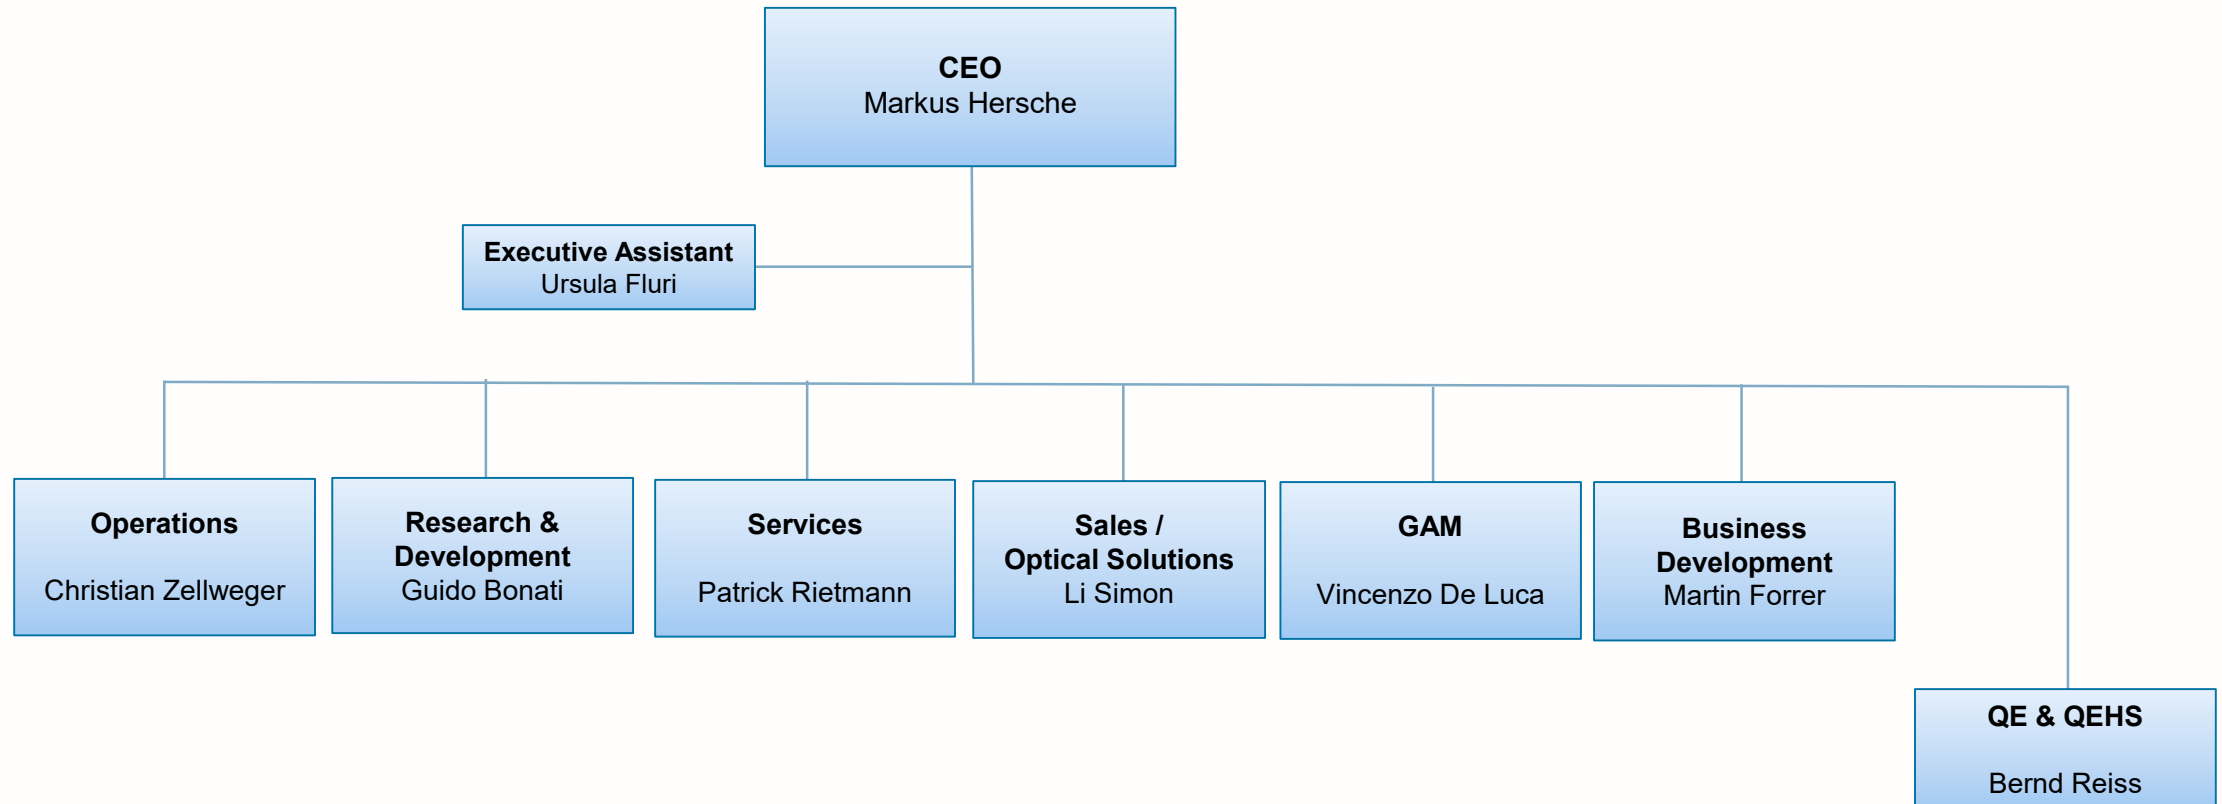 CEO
Markus Hersche
Executive Assistant
Ursula Fluri
Operations
Christian Zellweger
Research &
Development
Guido Bonati
Services
Patrick Rietmann
Sales /
Optical Solutions
Li Simon
GAM
Vincenzo De Luca
Business
Development
Martin Forrer
QE & QEHS
Bernd Reiss